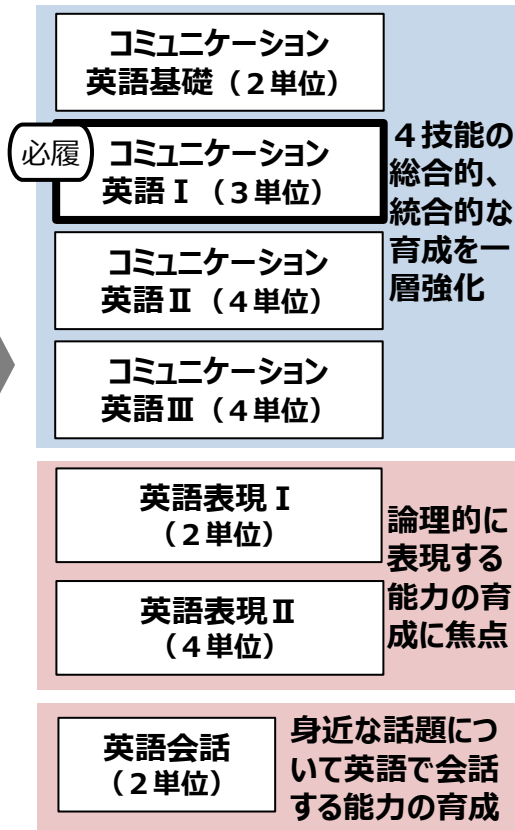 コミュニケーション
英語基礎（２単位）
必履
コミュニケーション
英語Ⅰ（３単位）
コミュニケーション
英語Ⅱ（４単位）
コミュニケーション
英語Ⅲ（４単位）
４技能の
総合的、
統合的な
育成を一
層強化
英語表現Ⅰ
（２単位）
英語表現Ⅱ
（４単位）
論理的に
表現する
能力の育
成に焦点
英語会話
（２単位）
身近な話題につ
いて英語で会話
する能力の育成